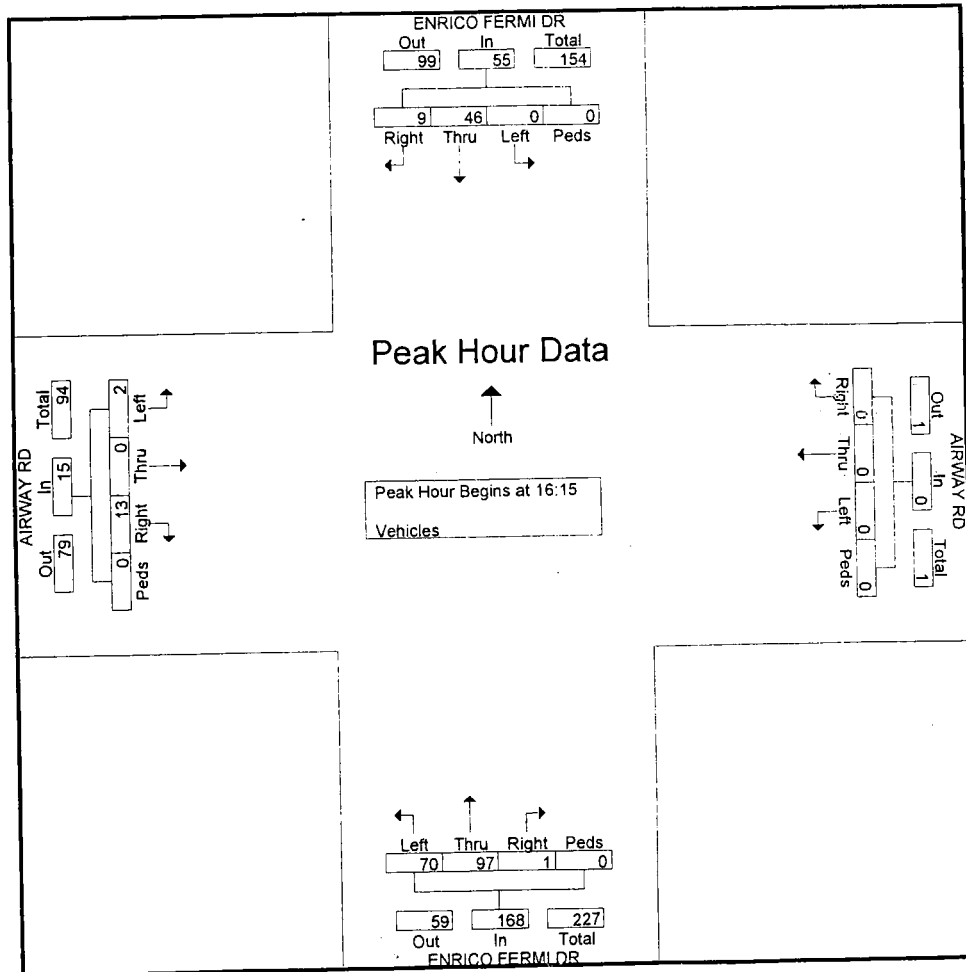 ENRICO FERMI DR
Out In Total
99 55 154
9 46 0 0
Right Thru Left Peds
Peak Hour Data
North
Peak Hour Begins at 16:15
Vehicles
AIRWAY RD
Total In Out
94 15 79
2 0 13 0
Left Thru Right Peds
Right Thru Left Peds
0 0 0 0
Out In Total
1 0 1
AIRWAY RD
Left Thru Right Peds
70 97 1 0
59 168 227
Out In Total
ENRICO FERMI DR